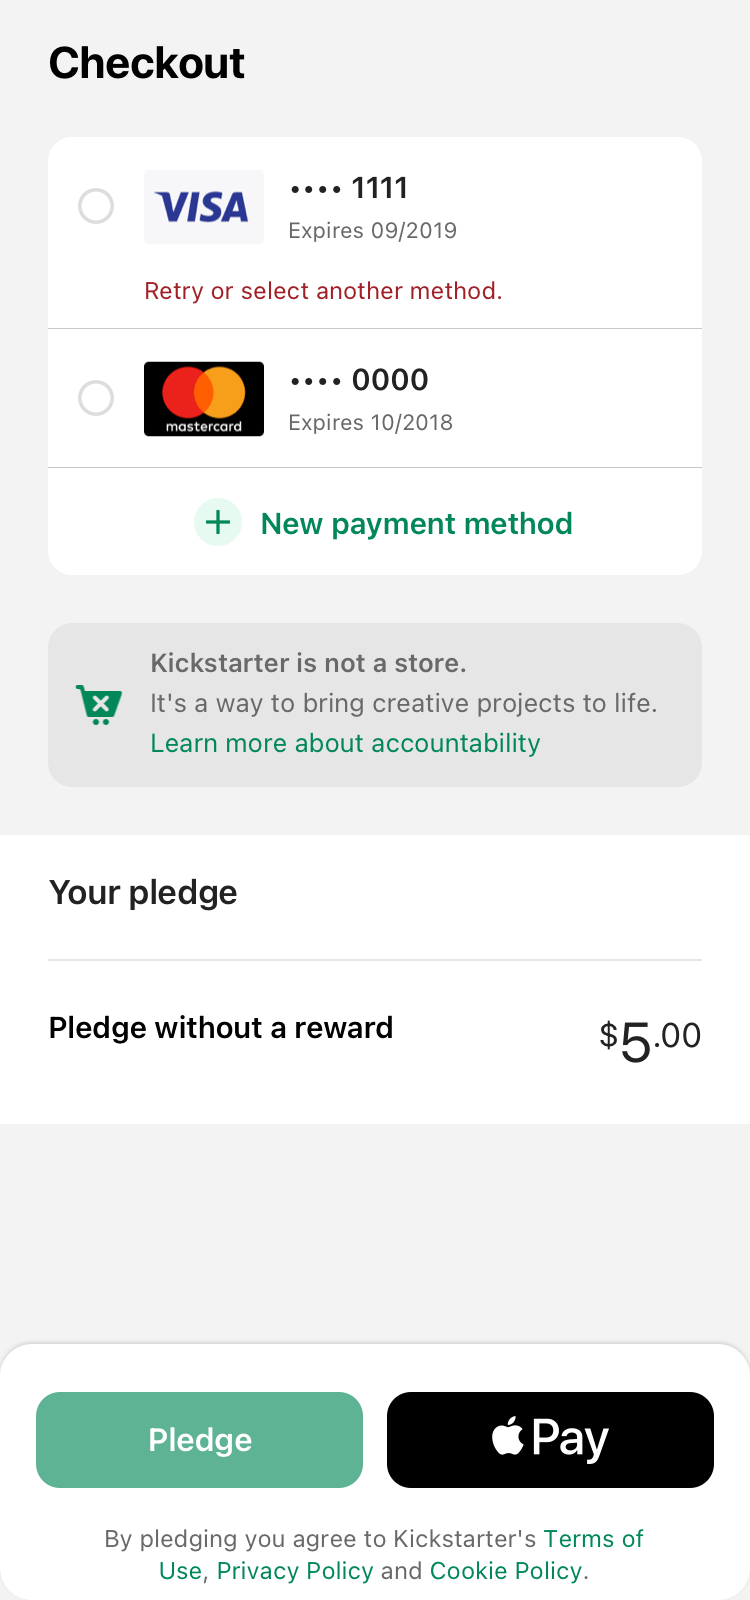 Checkout
VISA
•••• 1111
Expires 09/2019
Retry or select another method.
mastercard
•••• 0000
Expires 10/2018
+ New payment method
Kickstarter is not a store.
It's a way to bring creative projects to life.
Learn more about accountability
Your pledge
Pledge without a reward
$5.00
Pledge
Pay
By pledging you agree to Kickstarter's Terms of
Use, Privacy Policy and Cookie Policy.